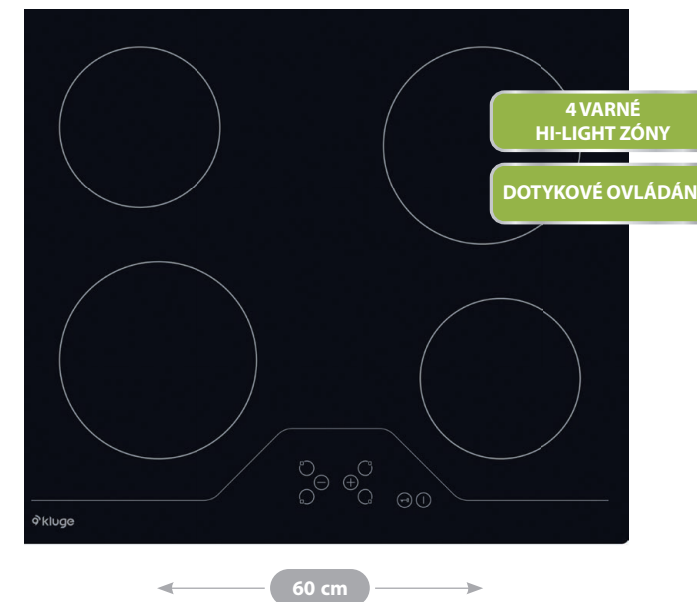 4 VARNÉ
HI-LIGHT ZÓNY
DOTYKOVÉ OVLÁDÁN
kluge
60 cm